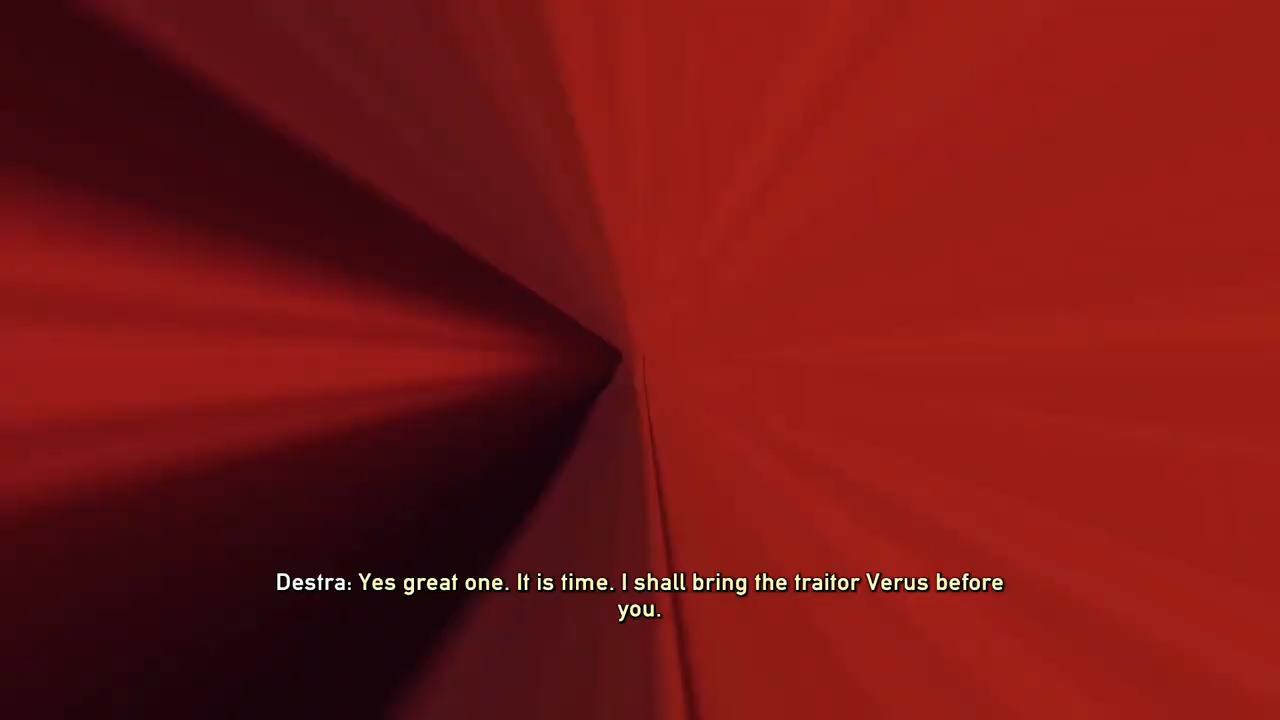 Destra: Yes great one. It is time. I shall bring the traitor Verus before
you.